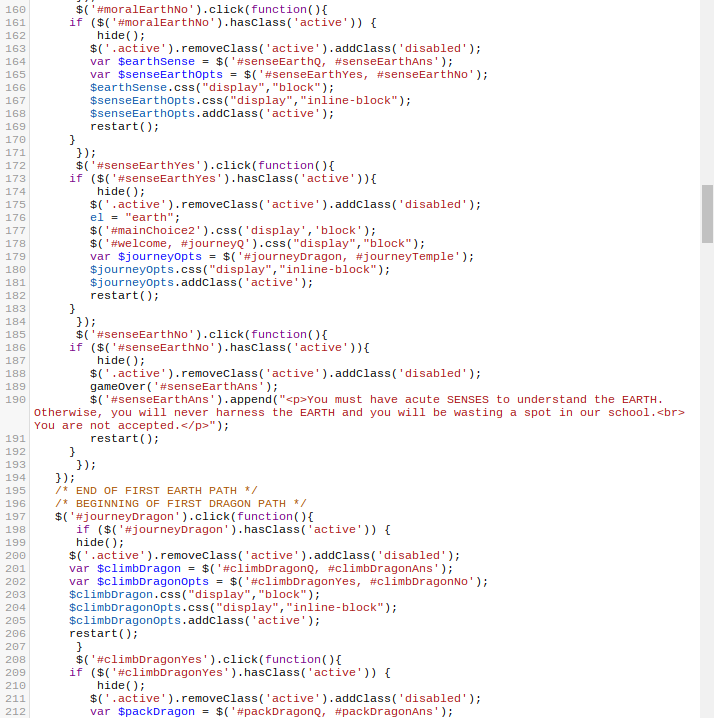 160 $('#moralEarthNo').click(function(){
161 if ($('#moralEarthNo').hasClass('active')) {
162 hide();
163 $('.active').removeClass('active').addClass('disabled');
164 var $earthSense = $('#senseEarthQ, #senseEarthAns');
165 var $senseEarthOpts = $('#senseEarthYes, #senseEarthNo');
166 $earthSense.css("display","block");
167 $senseEarthOpts.css("display","inline-block");
168 $senseEarthOpts.addClass('active');
169 restart();
170 }
171 });
172 $('#senseEarthYes').click(function(){
173 if ($('#senseEarthYes').hasClass('active')){
174 hide();
175 $('.active').removeClass('active').addClass('disabled');
176 el = "earth";
177 $('#mainChoice2').css('display','block');
178 $('#welcome, #journeyQ').css("display","block");
179 var $journeyOpts = $('#journeyDragon, #journeyTemple');
180 $journeyOpts.css("display","inline-block");
181 $journeyOpts.addClass('active');
182 restart();
183 }
184 });
185 $('#senseEarthNo').click(function(){
186 if ($('#senseEarthNo').hasClass('active')){
187 hide();
188 $('.active').removeClass('active').addClass('disabled');
189 gameOver('#senseEarthAns');
190 $('#senseEarthAns').append("<p>You must have acute SENSES to understand the EARTH.
Otherwise, you will never harness the EARTH and you will be wasting a spot in our school.<br>
You are not accepted.</p>");
191 restart();
192 }
193 });
194 });
195 /* END OF FIRST EARTH PATH */
196 /* BEGINNING OF FIRST DRAGON PATH */
197 $('#journeyDragon').click(function(){
198 if ($('#journeyDragon').hasClass('active')) {
199 hide();
200 $('.active').removeClass('active').addClass('disabled');
201 var $climbDragon = $('#climbDragonQ, #climbDragonAns');
202 var $climbDragonOpts = $('#climbDragonYes, #climbDragonNo');
203 $climbDragon.css("display","block");
204 $climbDragonOpts.css("display","inline-block");
205 $climbDragonOpts.addClass('active');
206 restart();
207 }
208 $('#climbDragonYes').click(function(){
209 if ($('#climbDragonYes').hasClass('active')) {
210 hide();
211 $('.active').removeClass('active').addClass('disabled');
212 var $packDragon = $('#packDragonQ, #packDragonAns');